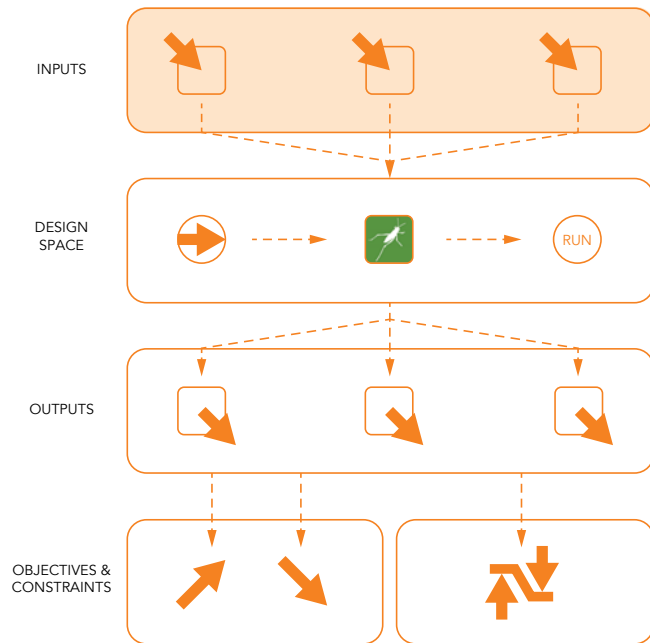 INPUTS
DESIGN
SPACE
RUN
OUTPUTS
OBJECTIVES &
CONSTRAINTS